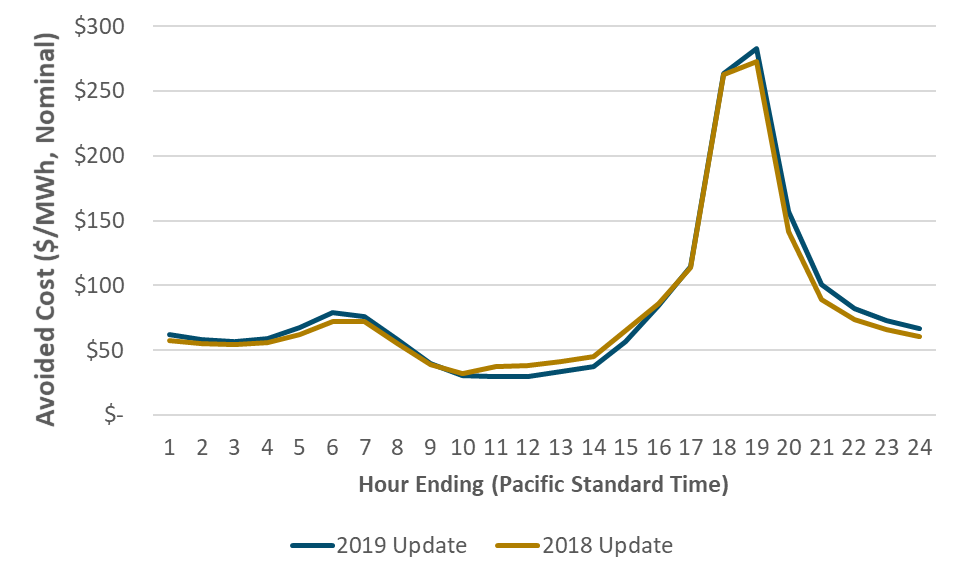 Avoided Cost ($/MWh, Nominal)
$300
$250
$200
$150
$100
$50
$-
1 2 3 4 5 6 7 8 9 10 11 12 13 14 15 16 17 18 19 20 21 22 23 24
Hour Ending (Pacific Standard Time)
2019 Update 2018 Update